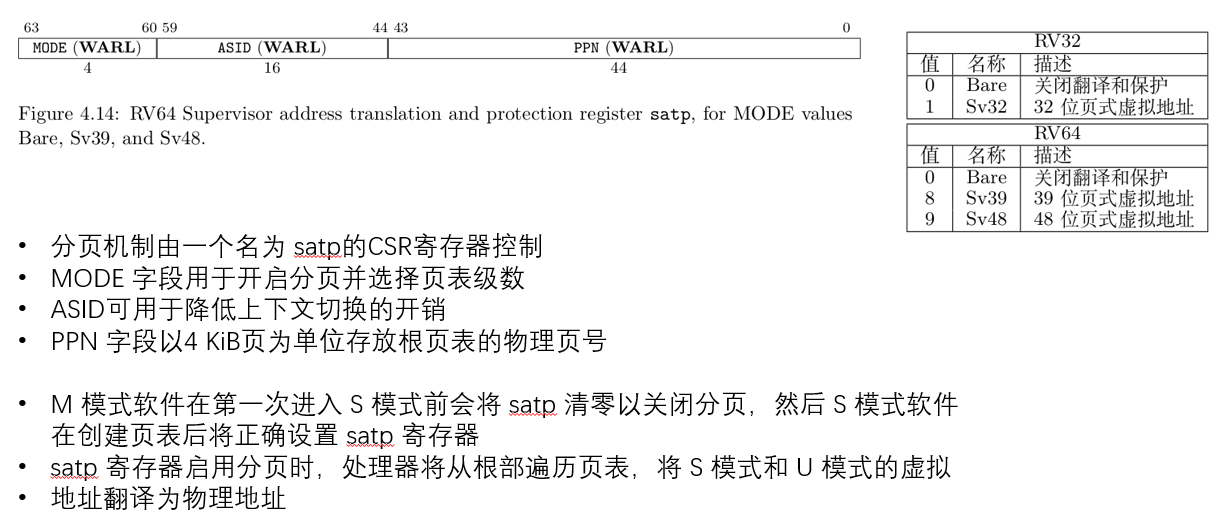 63 60 59 44 43 0
MODE (WARL) ASID (WARL) PPN (WARL)
4 16 44
Figure 4.14: RV64 Supervisor address translation and protection register satp, for MODE values
Bare, Sv39, and Sv48.
RV32
值 名称 描述
0 Bare 关闭翻译和保护
1 Sv32 32 位页式虚拟地址
RV64
值 名称 描述
0 Bare 关闭翻译和保护
8 Sv39 39 位页式虚拟地址
9 Sv48 48 位页式虚拟地址
• 分页机制由一个名为 satp的CSR寄存器控制
• MODE 字段用于开启分页并选择页表级数
• ASID可用于降低上下文切换的开销
• PPN 字段以4 KiB页为单位存放根页表的物理页号
• M 模式软件在第一次进入 S 模式前会将 satp 清零以关闭分页，然后 S 模式软件
在创建页表后将正确设置 satp 寄存器
• satp 寄存器启用分页时，处理器将从根部遍历页表，将 S 模式和 U 模式的虚拟
• 地址翻译为物理地址